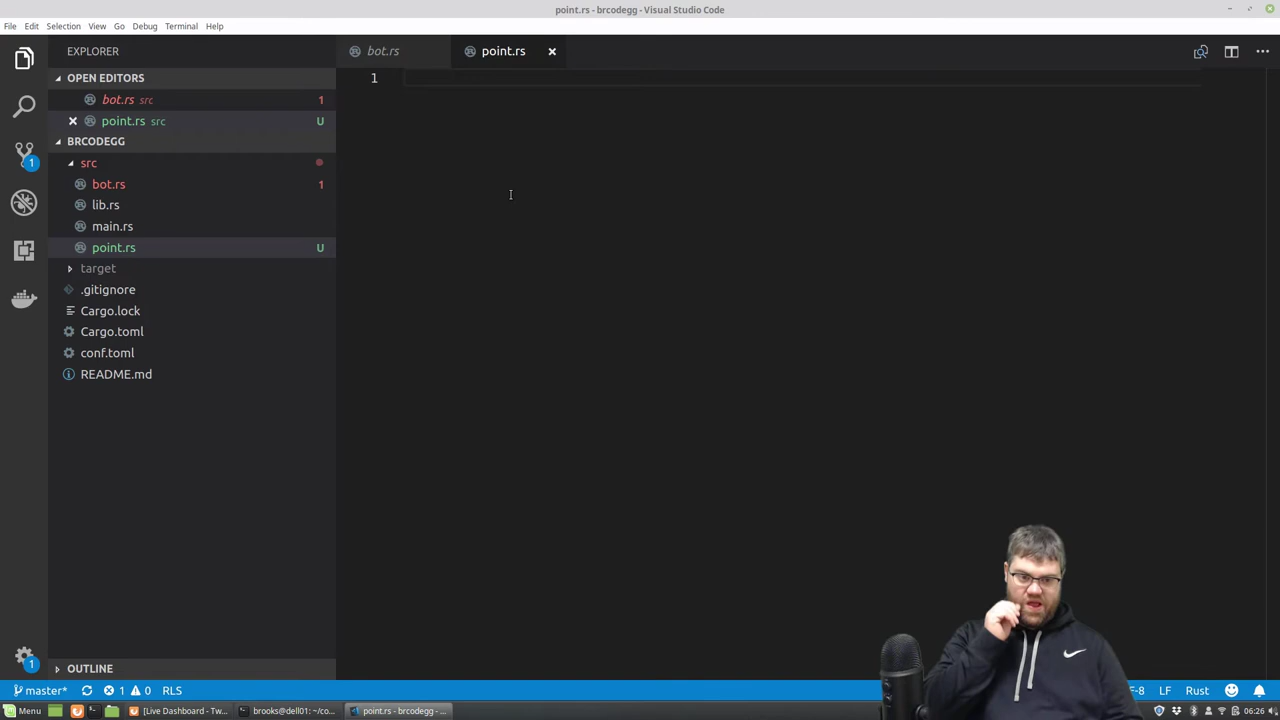 point.rs - brcodegg - Visual Studio Code
File Edit Selection View Go Debug Terminal Help
EXPLORER
bot.rs
point.rs
OPEN EDITORS
1
bot.rs src 1
point.rs src U
BRCODEGG
1
src
bot.rs 1
lib.rs
main.rs
point.rs U
target
.gitignore
Cargo.lock
Cargo.toml
conf.toml
README.md
OUTLINE
1
master* 1 0 RLS
F-8 LF Rust
Menu
[Live Dashboard - Tw...
brooks@dell01: ~/co...
point.rs - brcodegg - ...
06:26